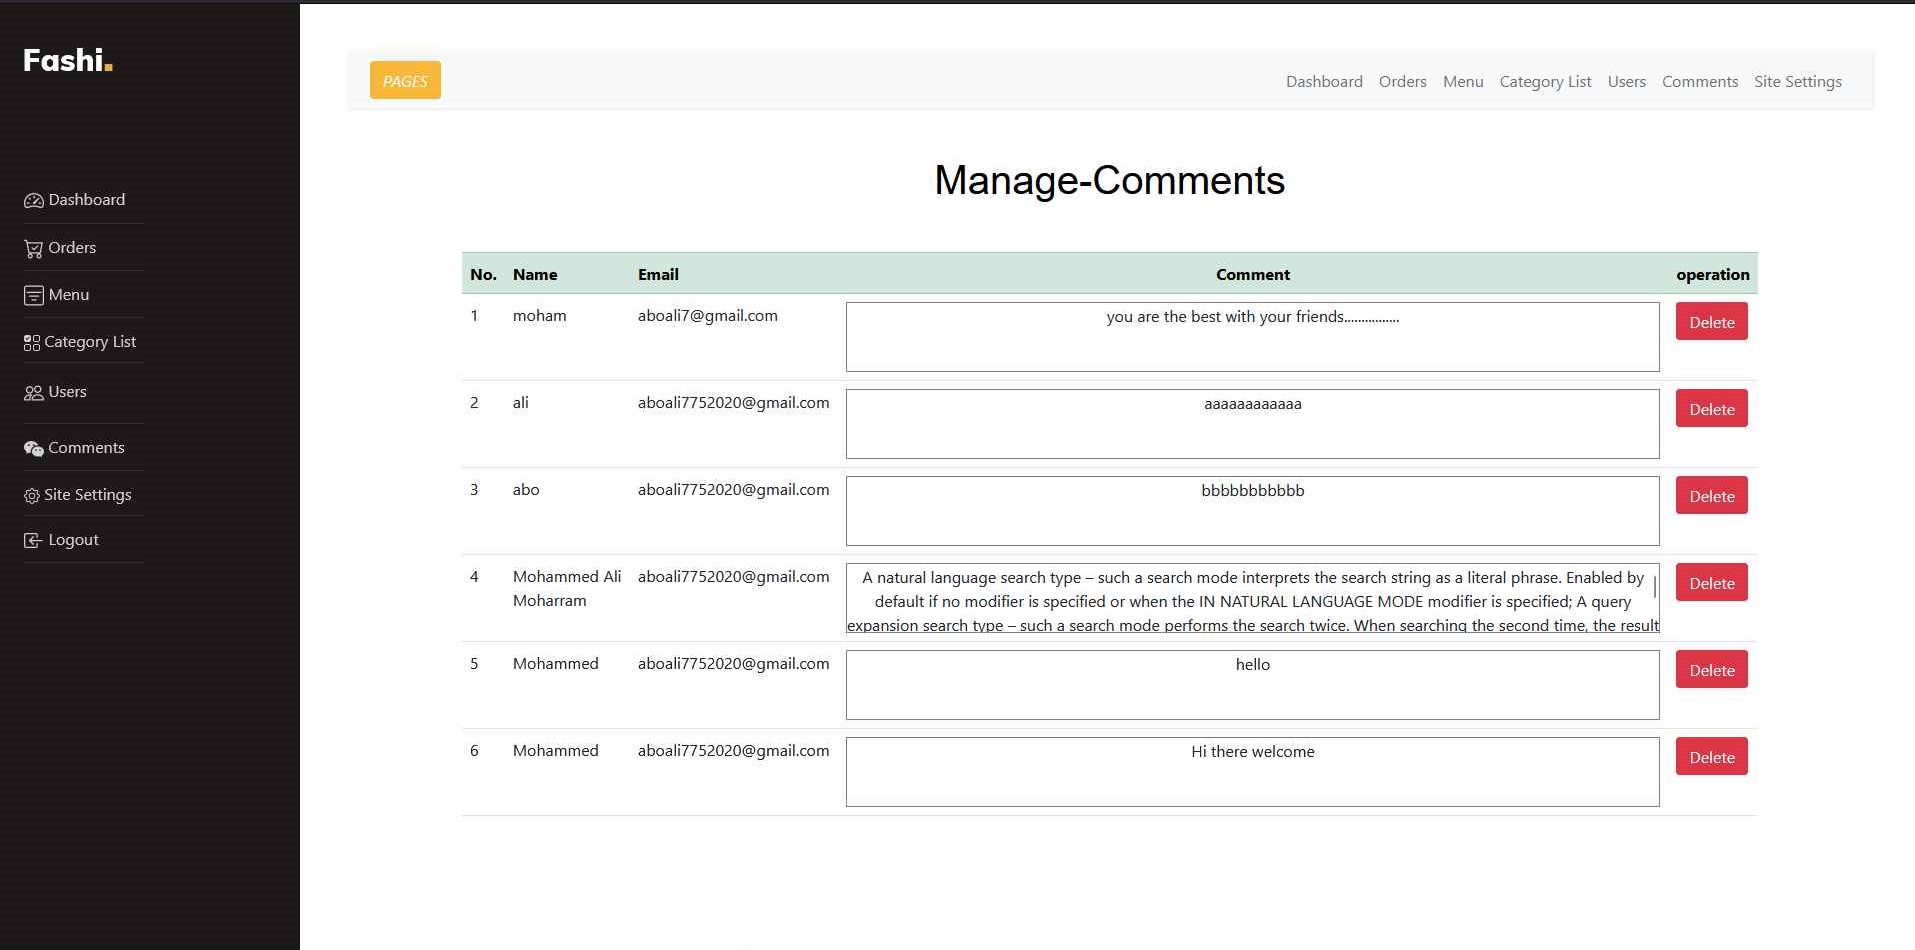 Fashi.
Dashboard
Orders
Menu
Category List
Users
Comments
Site Settings
Logout
PAGES
Dashboard Orders Menu Category List Users Comments Site Settings
Manage-Comments
No. Name Email Comment operation
1 moham aboali7@gmail.com you are the best with your friends................ Delete
2 ali aboali7752020@gmail.com aaaaaaaaaaaa Delete
3 abo aboali7752020@gmail.com bbbbbbbbbbb Delete
4 Mohammed Ali Moharram aboali7752020@gmail.com
A natural language search type – such a search mode interprets the search string as a literal phrase. Enabled by
default if no modifier is specified or when the IN NATURAL LANGUAGE MODE modifier is specified; A query
expansion search type – such a search mode performs the search twice. When searching the second time, the result
Delete
5 Mohammed aboali7752020@gmail.com hello Delete
6 Mohammed aboali7752020@gmail.com Hi there welcome Delete